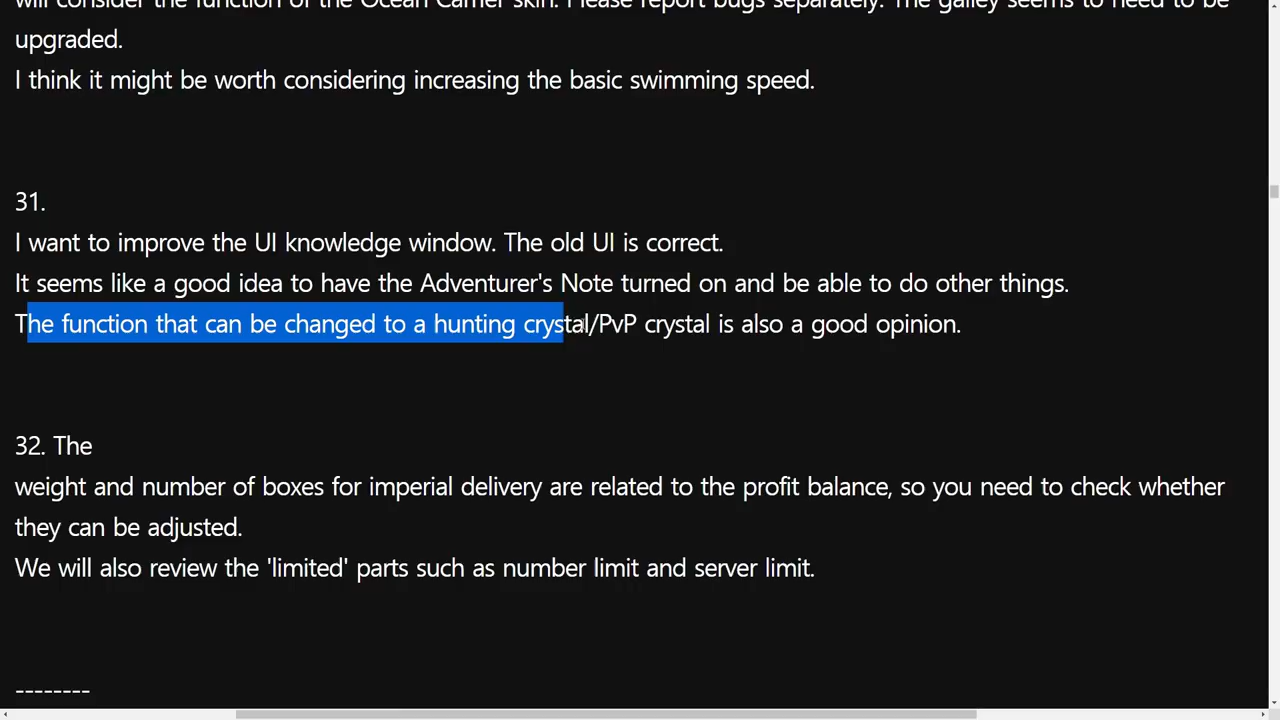 will consider the function of the Ocean Carrier skin. Please report bugs separately. The galley seems to need to be
upgraded.
I think it might be worth considering increasing the basic swimming speed.
31.
I want to improve the UI knowledge window. The old UI is correct.
It seems like a good idea to have the Adventurer's Note turned on and be able to do other things.
The function that can be changed to a hunting crystal/PvP crystal is also a good opinion.
32. The
weight and number of boxes for imperial delivery are related to the profit balance, so you need to check whether
they can be adjusted.
We will also review the 'limited' parts such as number limit and server limit.
--------